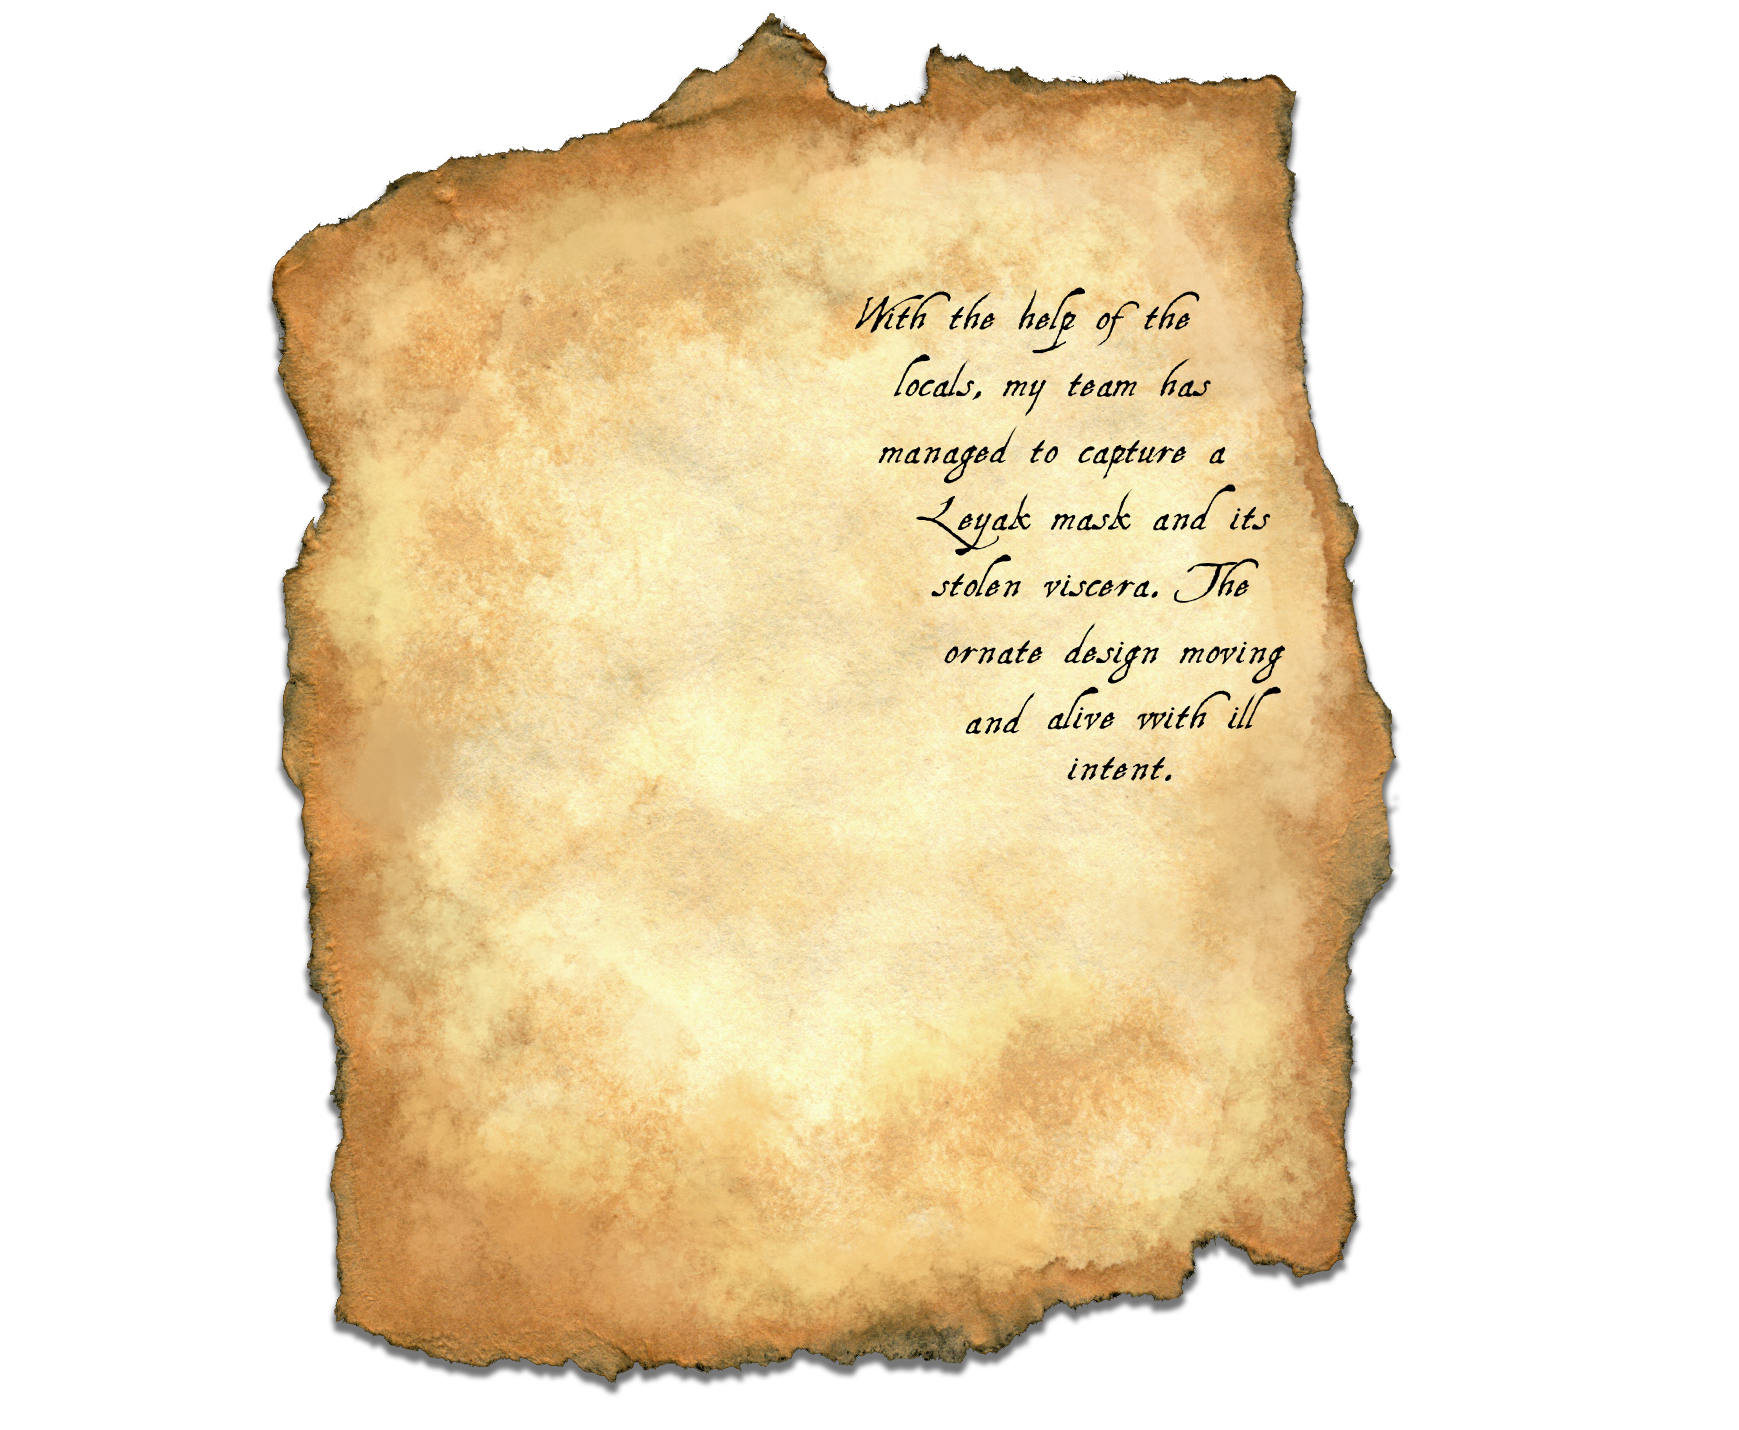 With the help of the
locals, my team has
managed to capture a
Leyak mask and its
stolen viscera. The
ornate design moving
and alive with ill
intent.